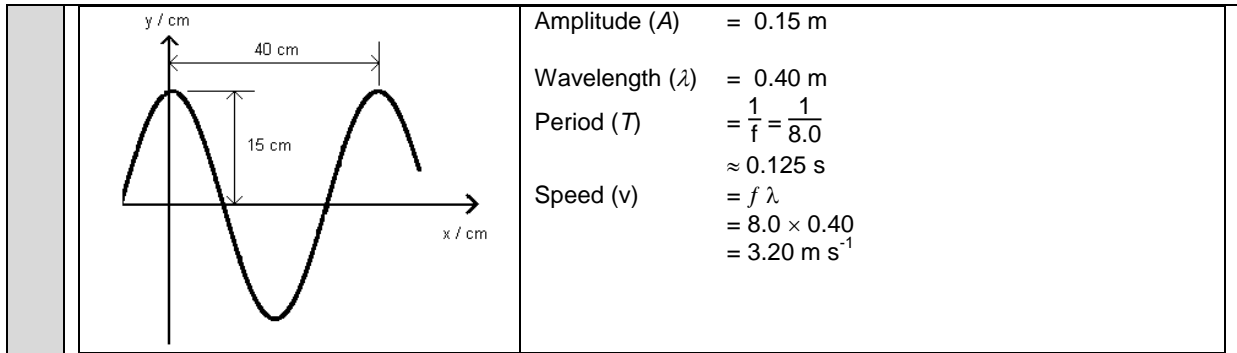 y / cm
40 cm
15 cm
x / cm
Amplitude (A) = 0.15 m
Wavelength (λ) = 0.40 m
Period (T) = 1/f = 1/8.0
≈ 0.125 s
Speed (v) = f λ
= 8.0 × 0.40
= 3.20 m s⁻¹